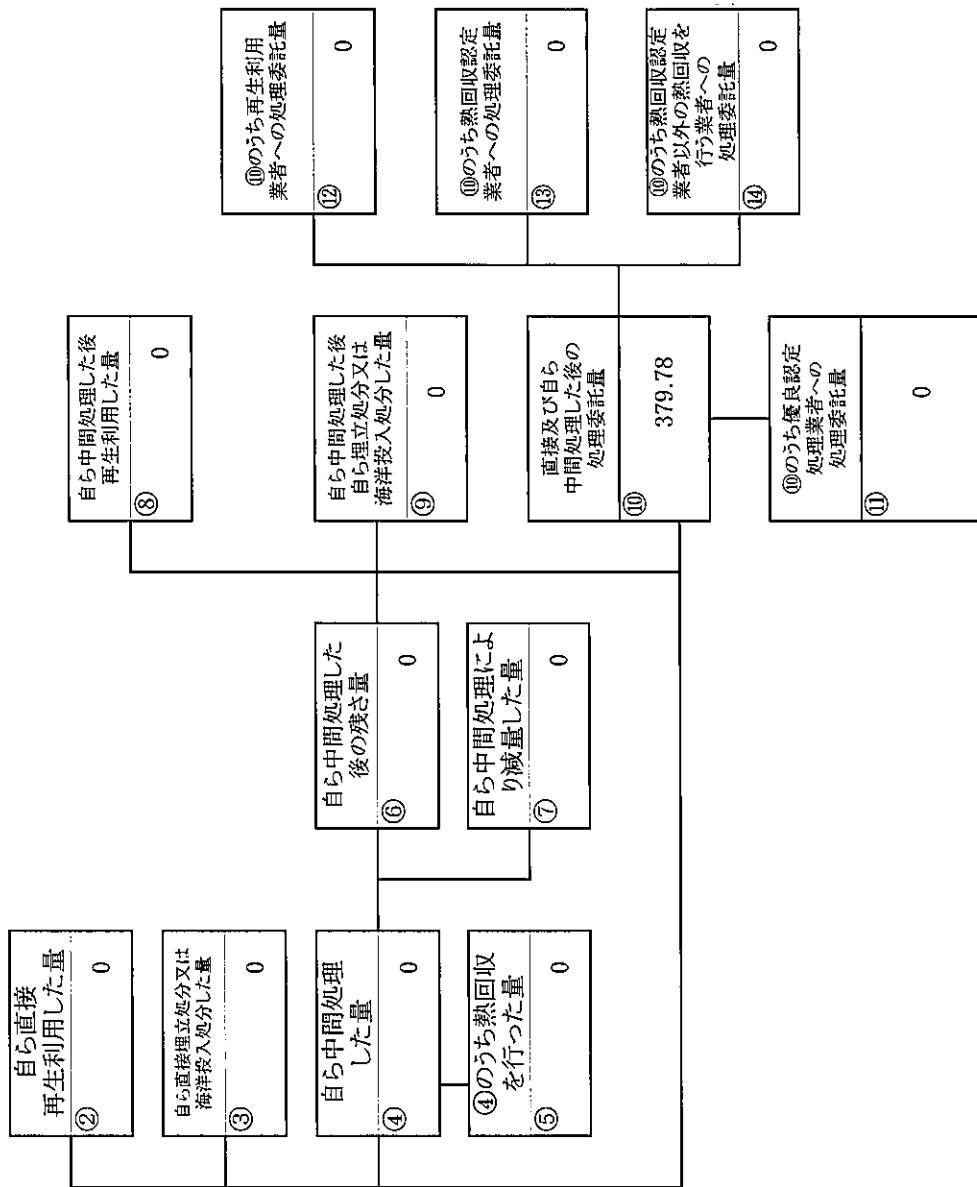 自ら直接
再生利用した量
②
0
自ら直接埋立処分又は
海洋投入処分した量
③
0
自ら中間処理
した量
④
0
④のうち熱回収
を行った量
⑤
0
自ら中間処理した
後の残さ量
⑥
0
自ら中間処理によ
り減量した量
⑦
0
自ら中間処理した後
再生利用した量
⑧
0
自ら中間処理した後
自ら埋立処分又は
海洋投入処分した量
⑨
0
直接及び自ら
中間処理した後の
処理委託量
⑩
379.78
⑩のうち優良認定
処理業者への
処理委託量
⑪
0
⑩のうち再生利用
業者への処理委託量
⑫
0
⑩のうち熱回収認定
業者への処理委託量
⑬
0
⑩のうち熱回収認定
業者以外の熱回収を
行う業者への
処理委託量
⑭
0